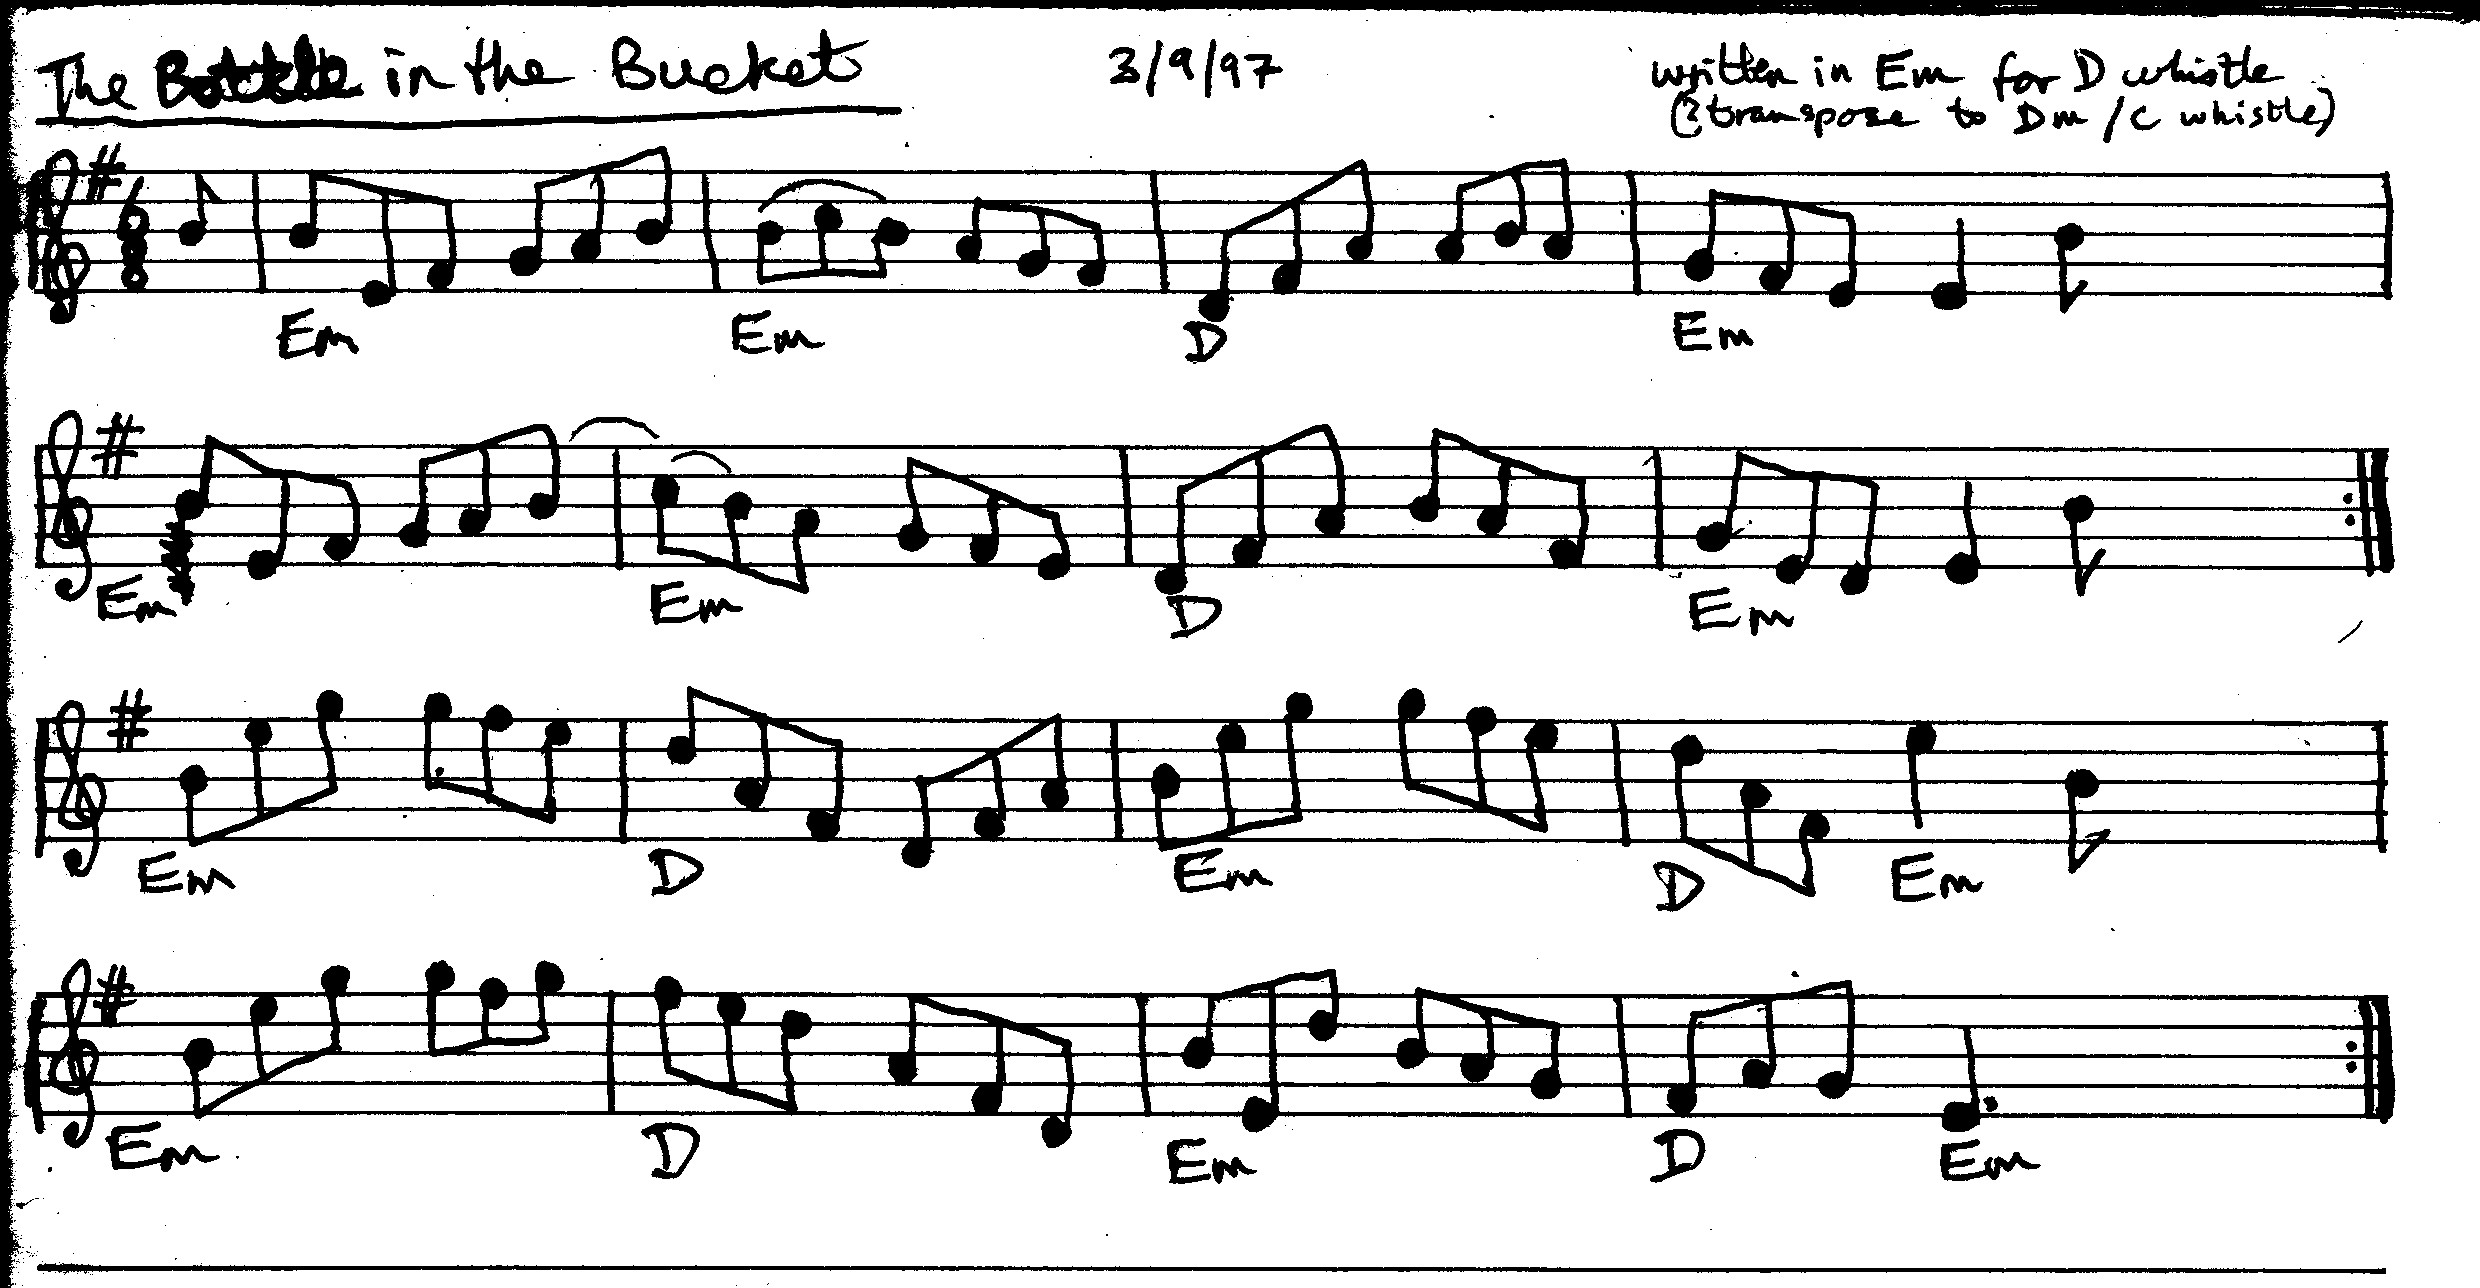 The Bottle in the Bucket 3/9/97 written in Em for D whistle
(?transpose to Dm / C whistle)
6
8
Em Em D Em
Em Em D Em
Em D Em D Em
Em D Em D Em